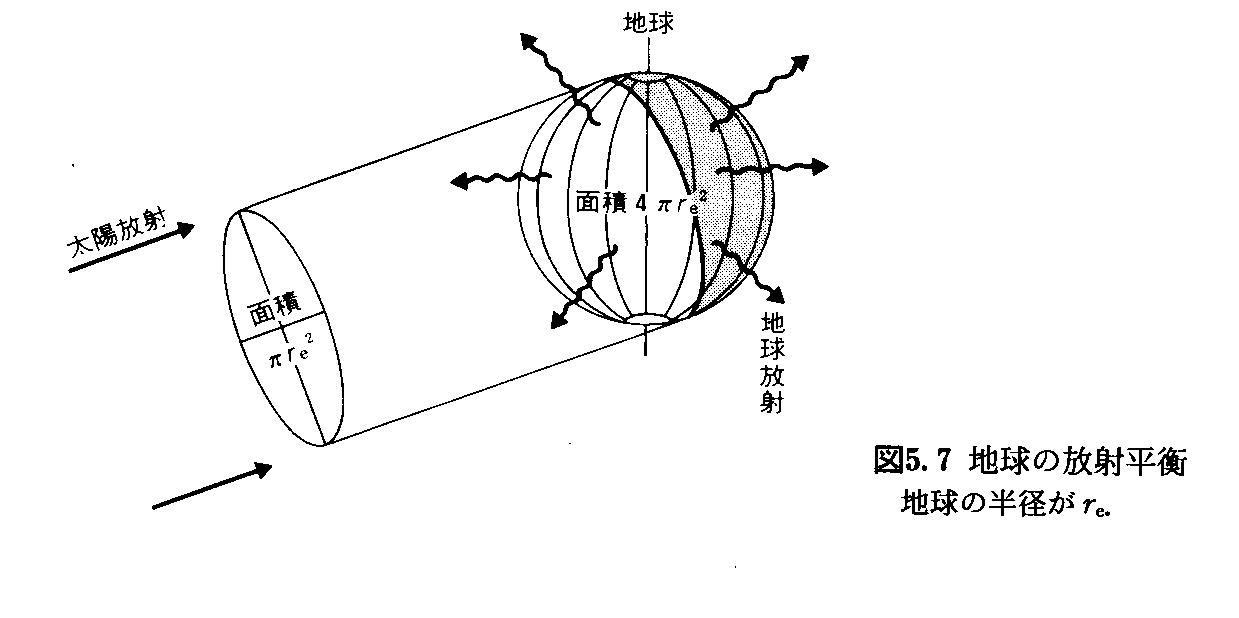 地球
太陽放射
面積 4 πrₑ²
面積
πrₑ²
地球放射
図5.7 地球の放射平衡
地球の半径が rₑ.